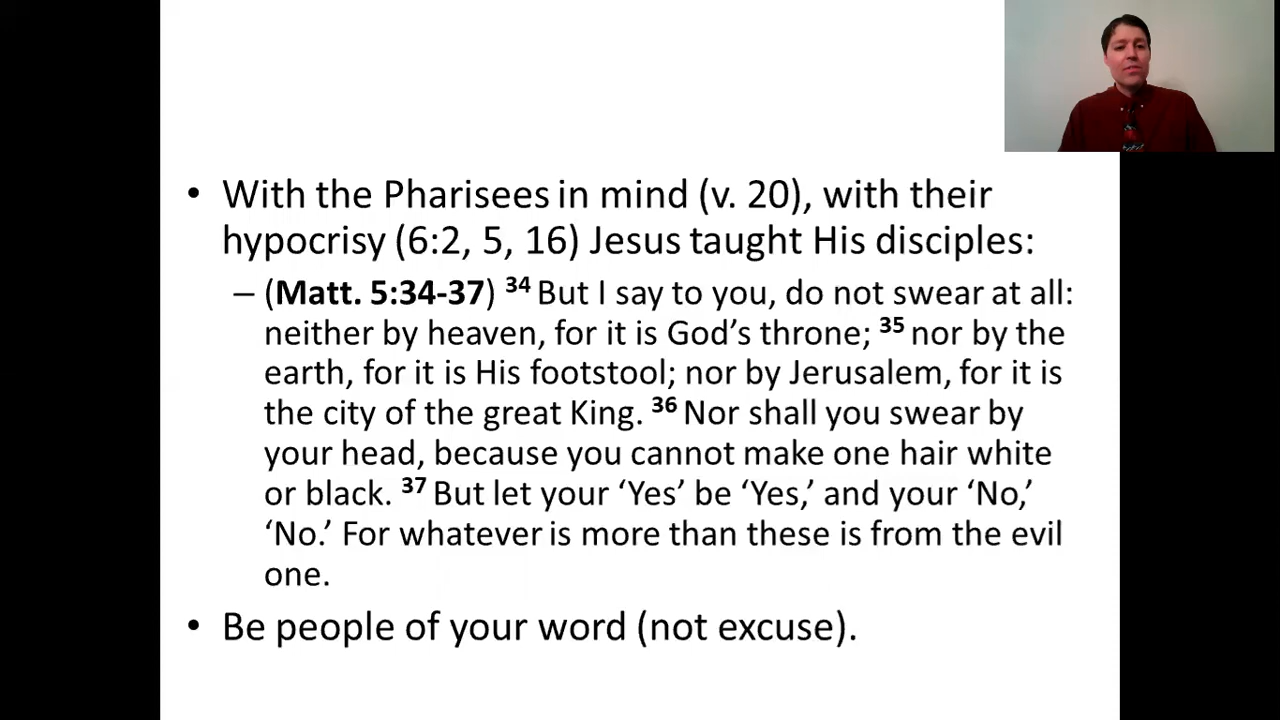 • With the Pharisees in mind (v. 20), with their
hypocrisy (6:2, 5, 16) Jesus taught His disciples:
– (Matt. 5:34-37) 34 But I say to you, do not swear at all:
neither by heaven, for it is God’s throne; 35 nor by the
earth, for it is His footstool; nor by Jerusalem, for it is
the city of the great King. 36 Nor shall you swear by
your head, because you cannot make one hair white
or black. 37 But let your ‘Yes’ be ‘Yes,’ and your ‘No,’
‘No.’ For whatever is more than these is from the evil
one.
• Be people of your word (not excuse).